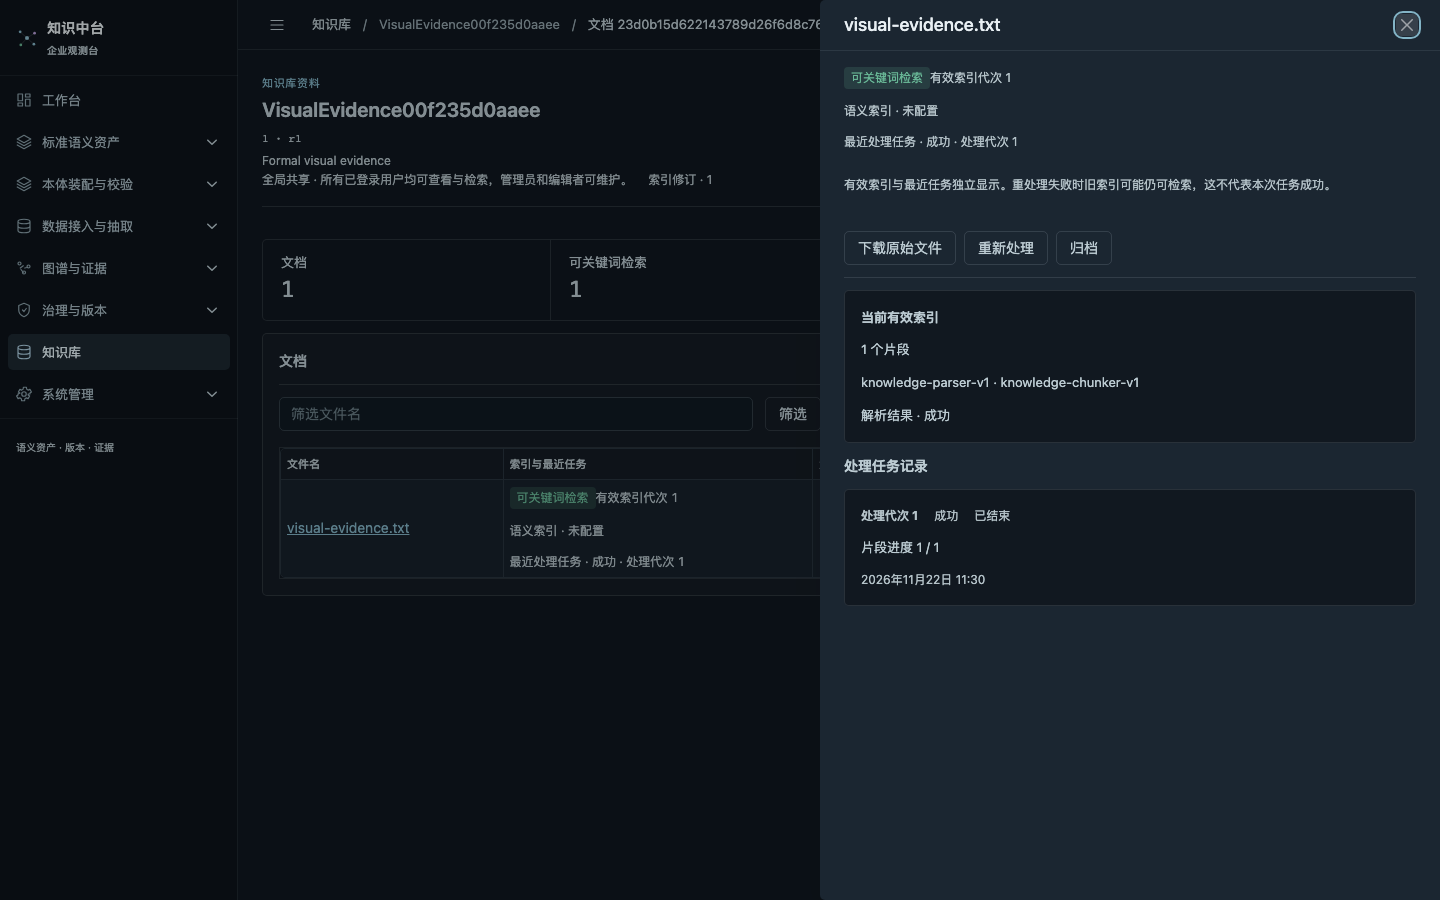 知识中台
企业观测台
工作台
标准语义资产
本体装配与校验
数据接入与抽取
图谱与证据
治理与版本
知识库
系统管理
语义资产 · 版本 · 证据
知识库 / VisualEvidence00f235d0aaee / 文档 23d0b15d622143789d26f6d8c76
知识库资料
VisualEvidence00f235d0aaee
1 · r1
Formal visual evidence
全局共享 · 所有已登录用户均可查看与检索，管理员和编辑者可维护。 索引修订 · 1
文档
1
可关键词检索
1
文档
筛选文件名
筛选
文件名 索引与最近任务
visual-evidence.txt
可关键词检索 有效索引代次 1
语义索引 · 未配置
最近处理任务 · 成功 · 处理代次 1
visual-evidence.txt
可关键词检索 有效索引代次 1
语义索引 · 未配置
最近处理任务 · 成功 · 处理代次 1
有效索引与最近任务独立显示。重处理失败时旧索引可能仍可检索，这不代表本次任务成功。
下载原始文件 重新处理 归档
当前有效索引
1 个片段
knowledge-parser-v1 · knowledge-chunker-v1
解析结果 · 成功
处理任务记录
处理代次 1 成功 已结束
片段进度 1 / 1
2026年11月22日 11:30